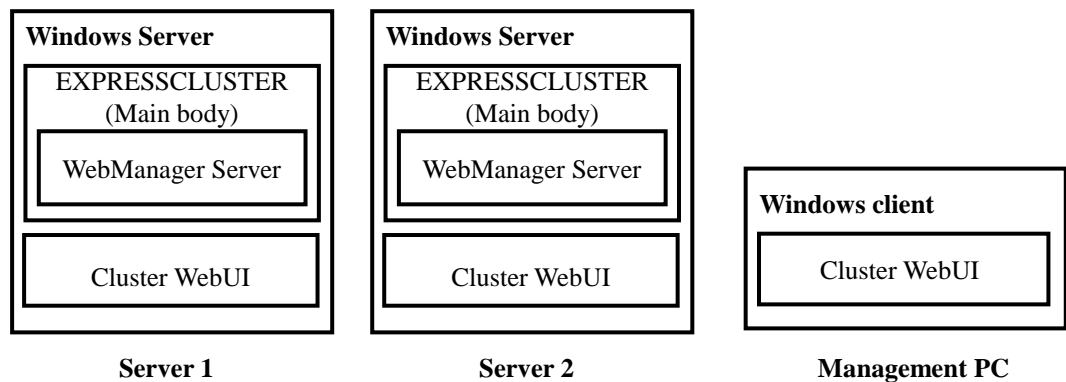 Windows Server
EXPRESSCLUSTER
(Main body)
WebManager Server
Cluster WebUI
Server 1
Windows Server
EXPRESSCLUSTER
(Main body)
WebManager Server
Cluster WebUI
Server 2
Windows client
Cluster WebUI
Management PC